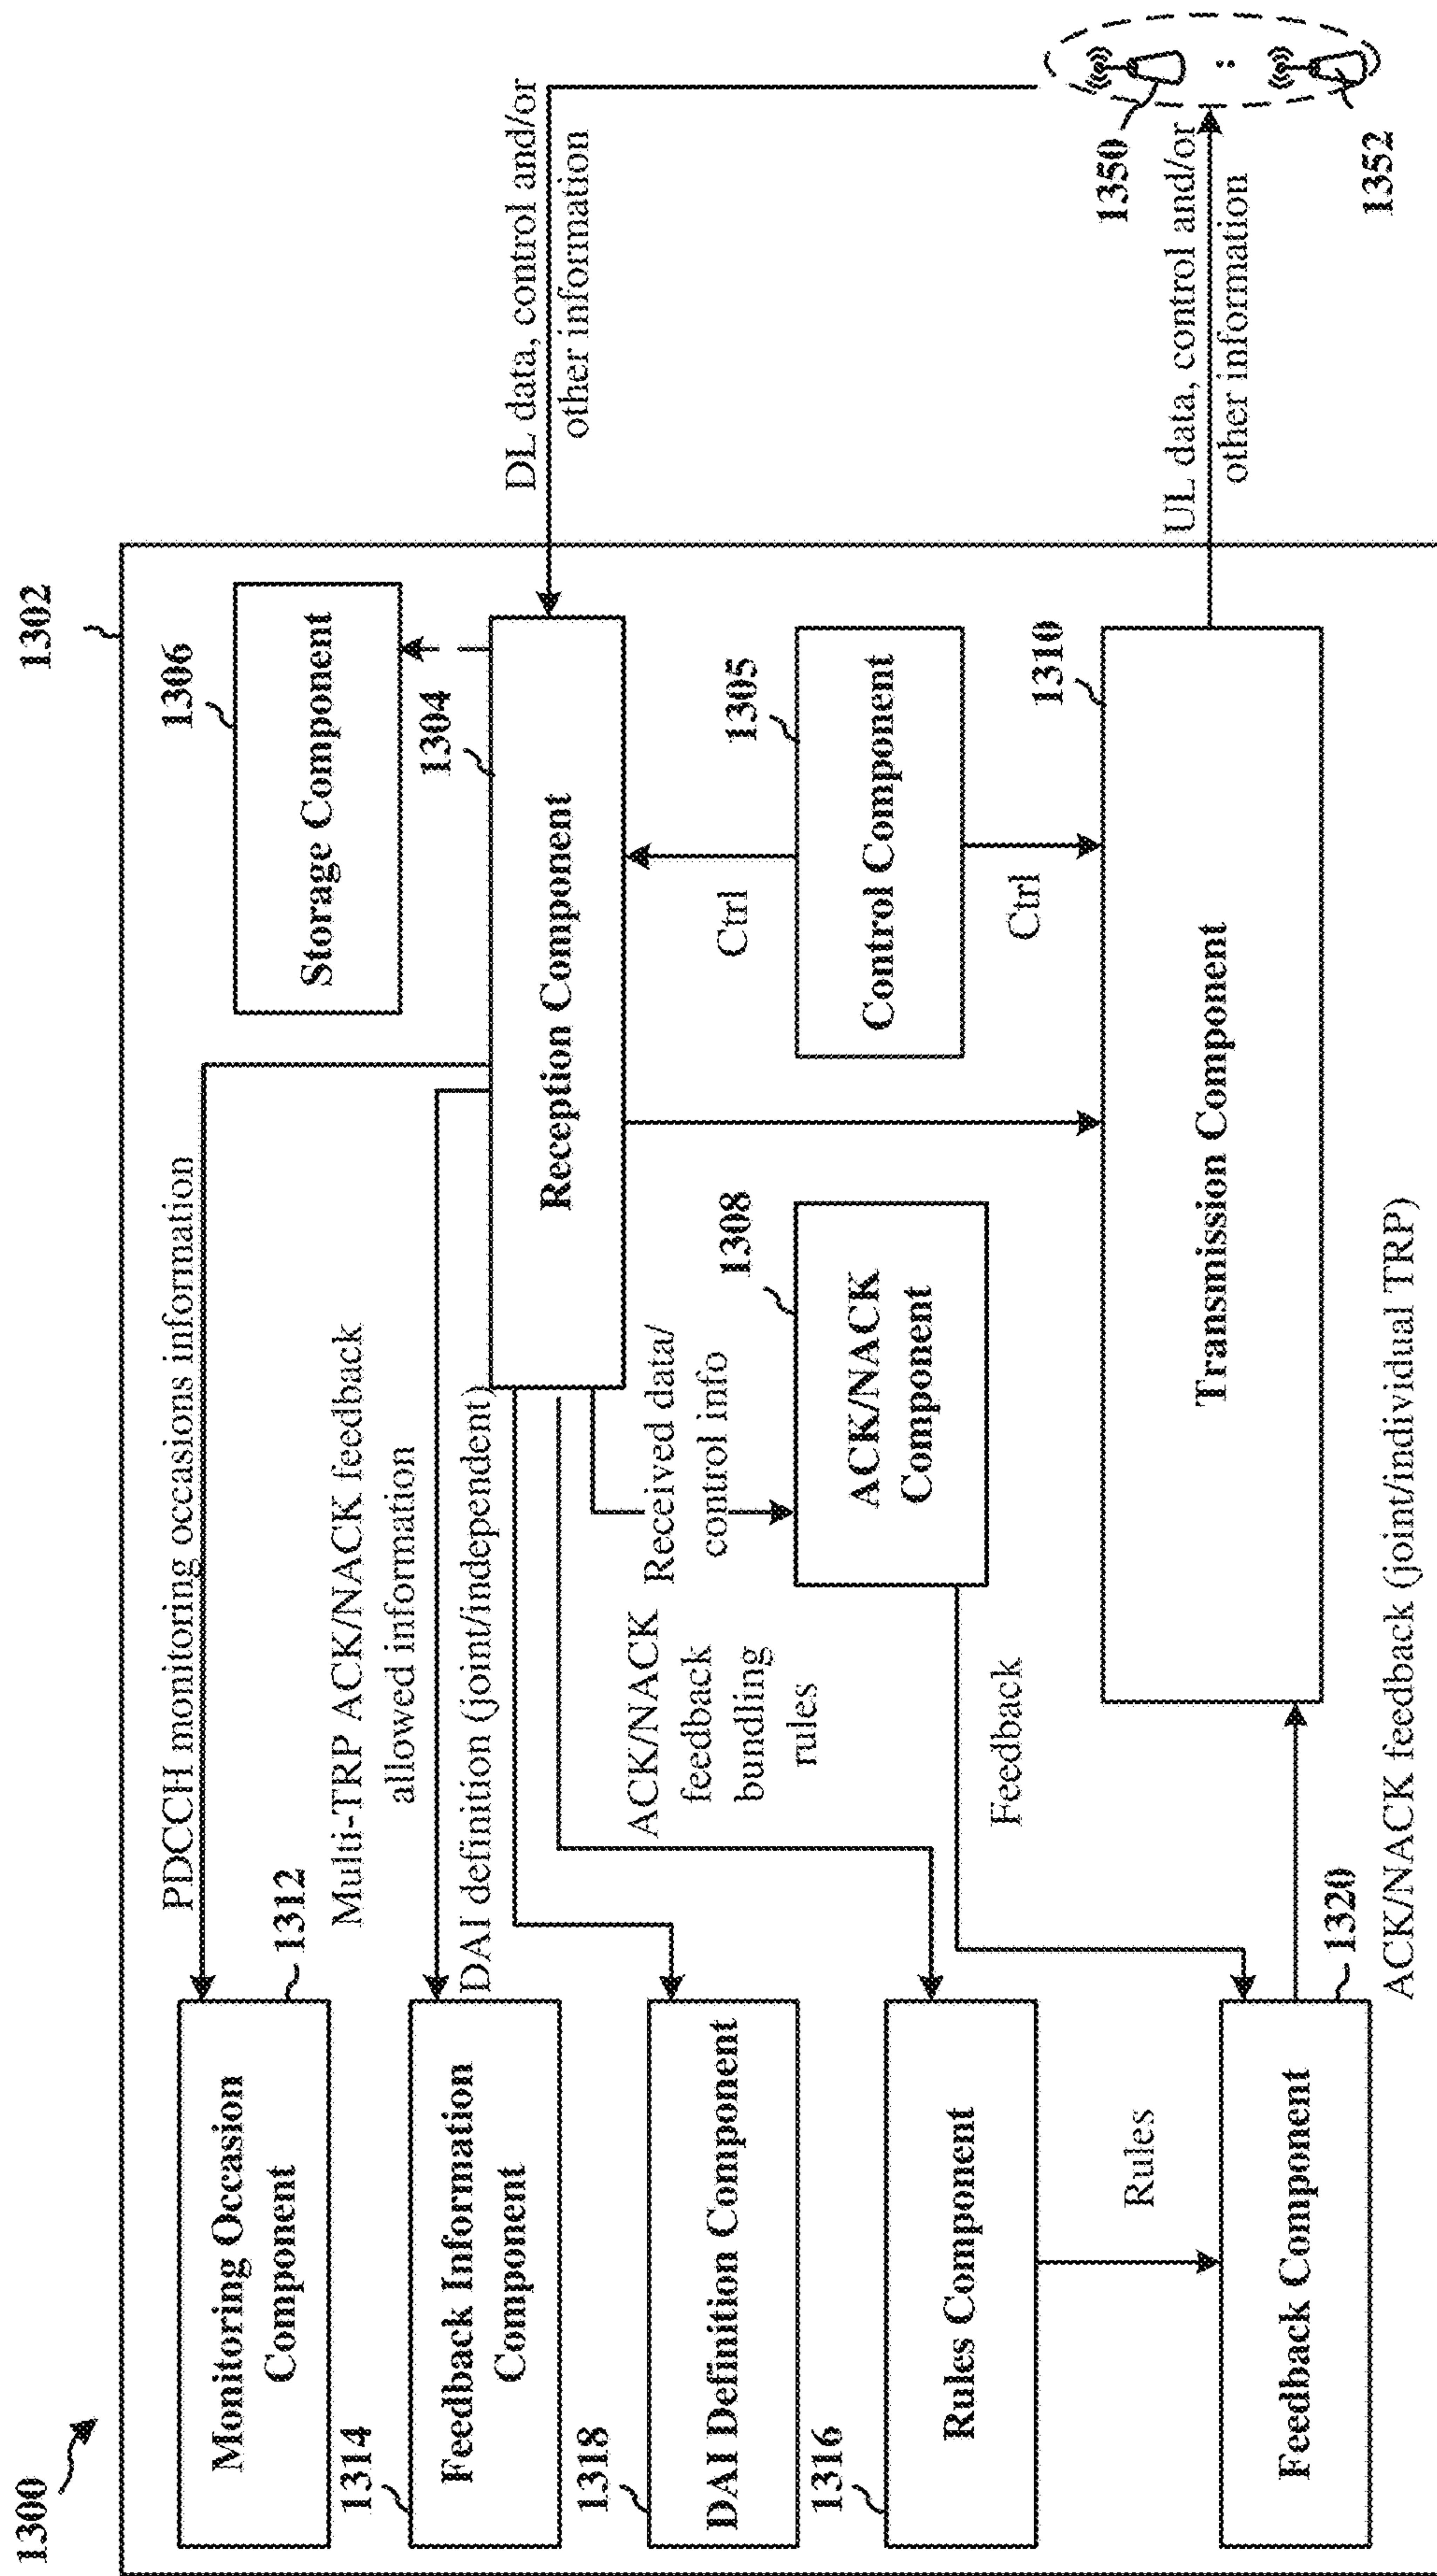 1300
1302
Monitoring Occasion
Component
1312
PDCCH monitoring occasions information
1306
Storage Component
1314
Feedback Information
Component
Multi-TRP ACK/NACK feedback
allowed information
1304
Reception Component
DL data, control and/or
other information
DAI definition (joint/independent)
1318
DAI Definition Component
ACK/NACK
feedback
bundling
rules
Received data/
control info
1308
ACK/NACK
Component
Ctrl
1305
Control Component
Ctrl
1316
Rules Component
Rules
Feedback
1310
Transmission Component
UL data, control and/or
other information
1350
1352
Feedback Component
1320
ACK/NACK feedback (joint/individual TRP)